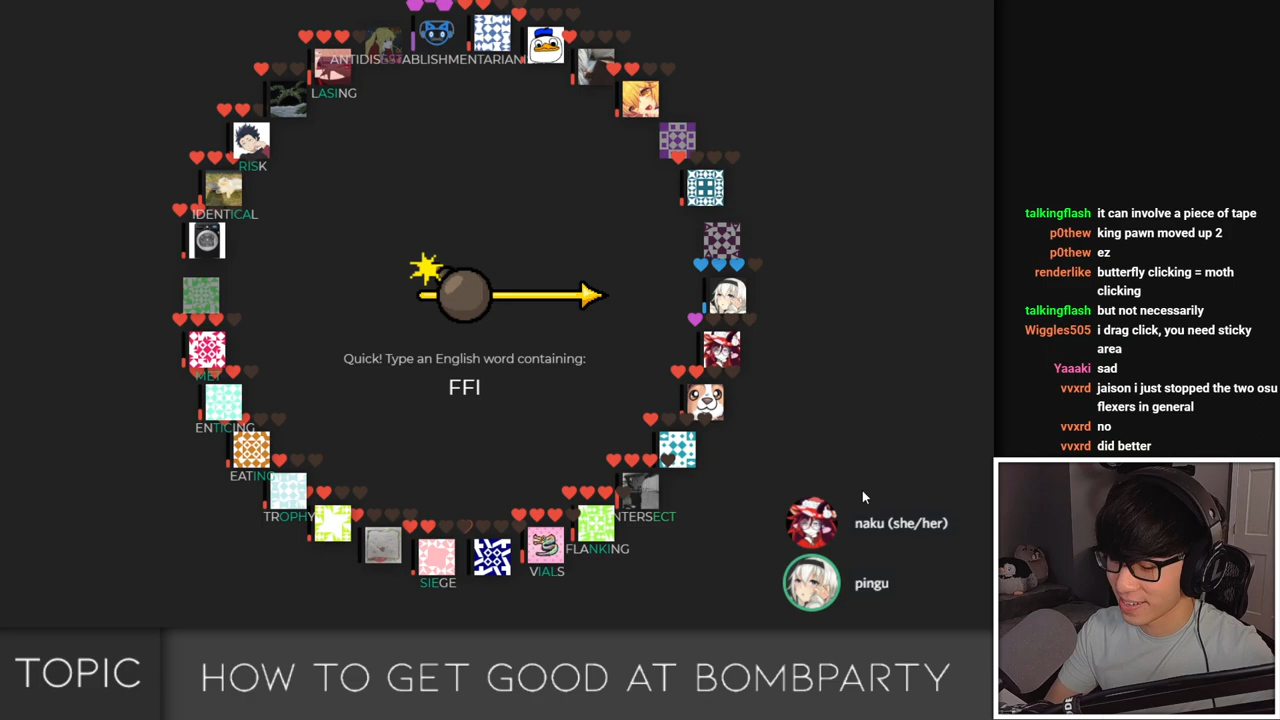 ANTIDISESTABLISHMENTARIAN
LASING
RISK
IDENTICAL
MET
ENTICING
EATING
TROPHY
SIEGE
VIALS
FLANKING
INTERSECT
Quick! Type an English word containing:
FFI
naku (she/her)
pingu
talkingflash it can involve a piece of tape
p0thew king pawn moved up 2
p0thew ez
renderlike butterfly clicking = moth
clicking
talkingflash but not necessarily
Wiggles505 i drag click, you need sticky
area
Yaaaki sad
vvxrd jaison i just stopped the two osu
flexers in general
vvxrd no
vvxrd did better
TOPIC
HOW TO GET GOOD AT BOMBPARTY